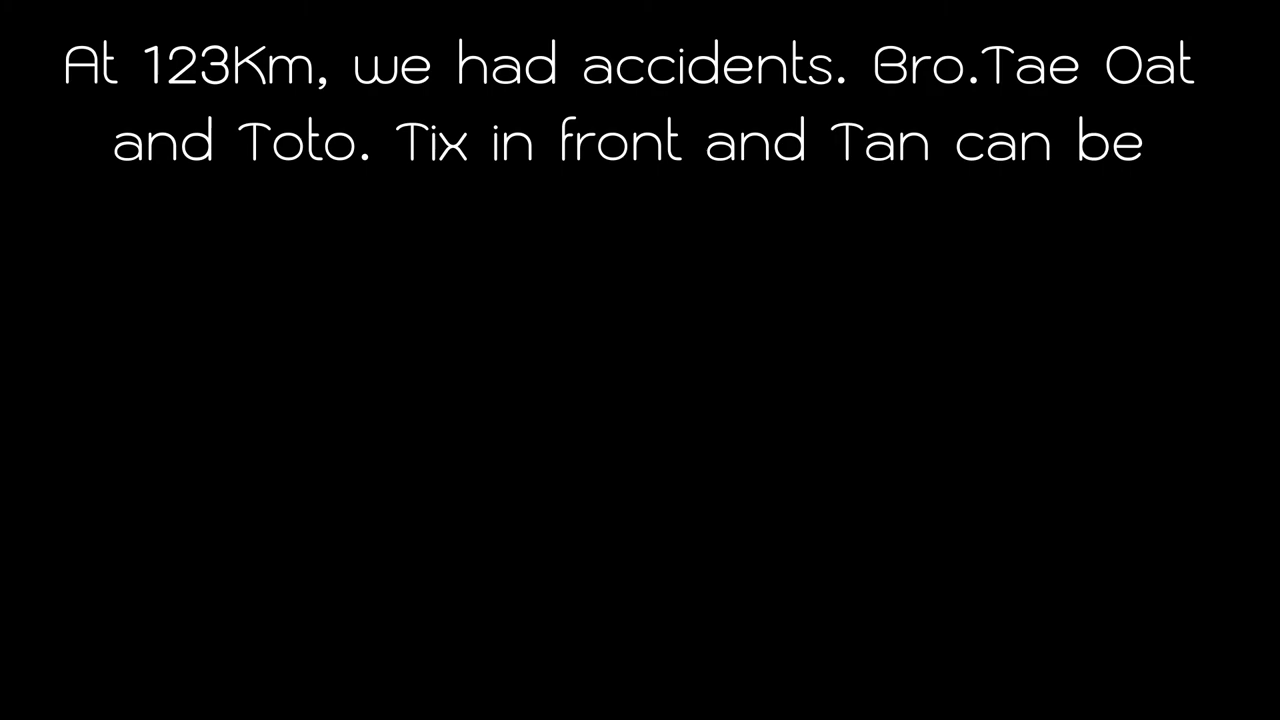 At 123Km, we had accidents. Bro.Tae Oat
and Toto. Tix in front and Tan can be